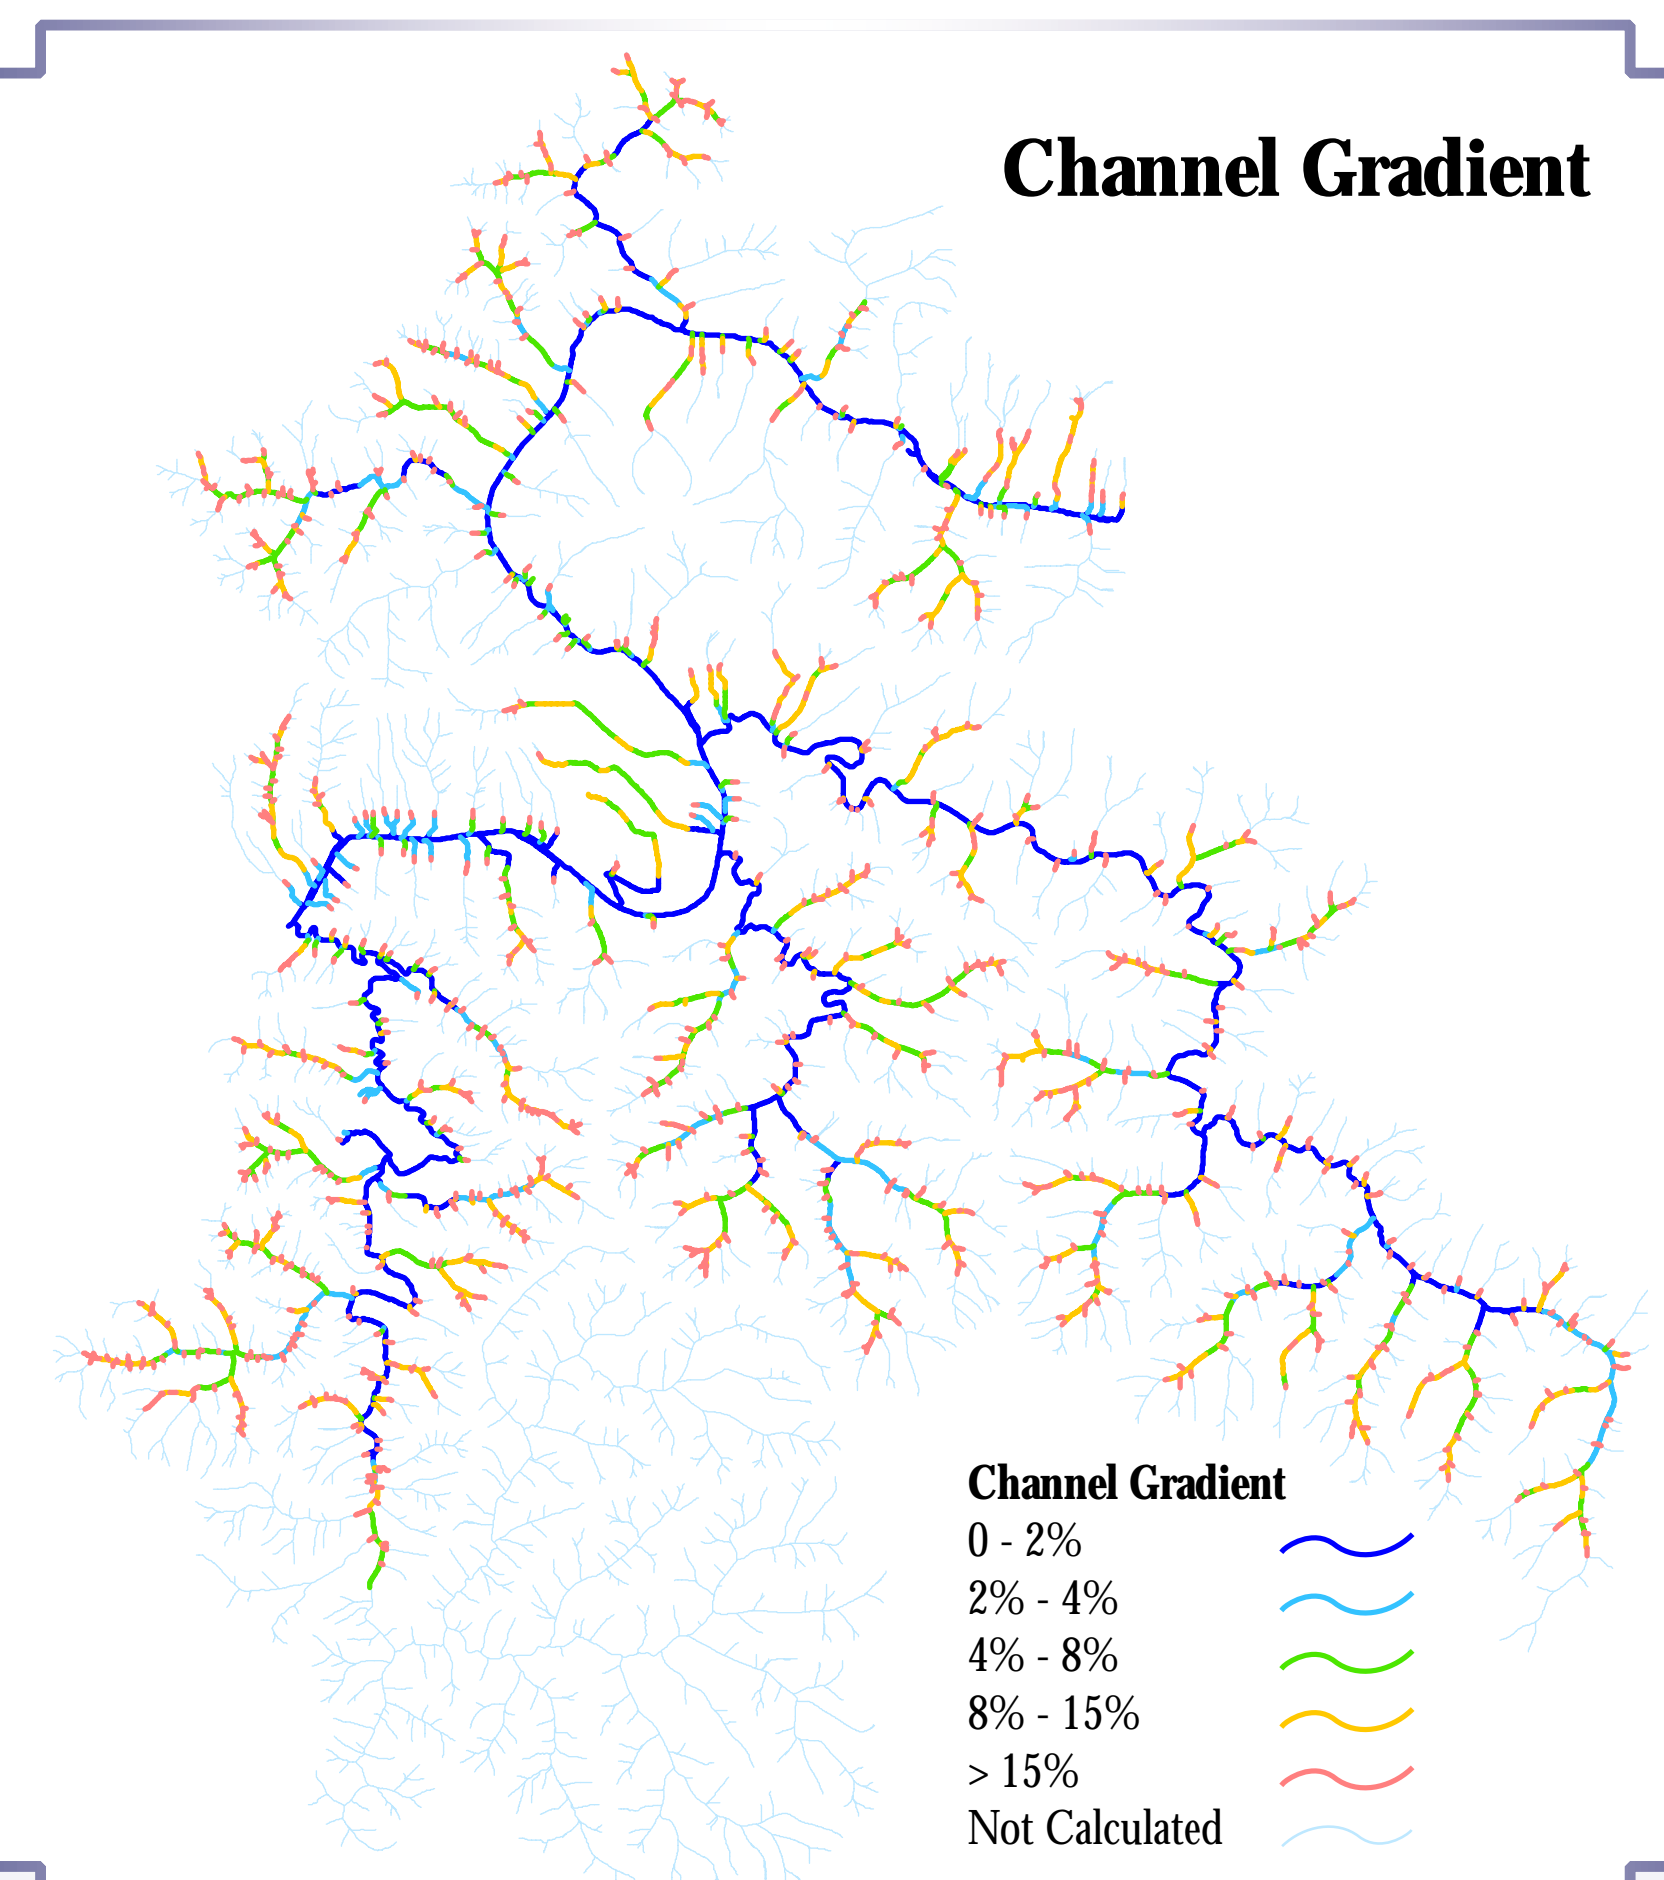 Channel Gradient
Channel Gradient
0 - 2%
2% - 4%
4% - 8%
8% - 15%
> 15%
Not Calculated